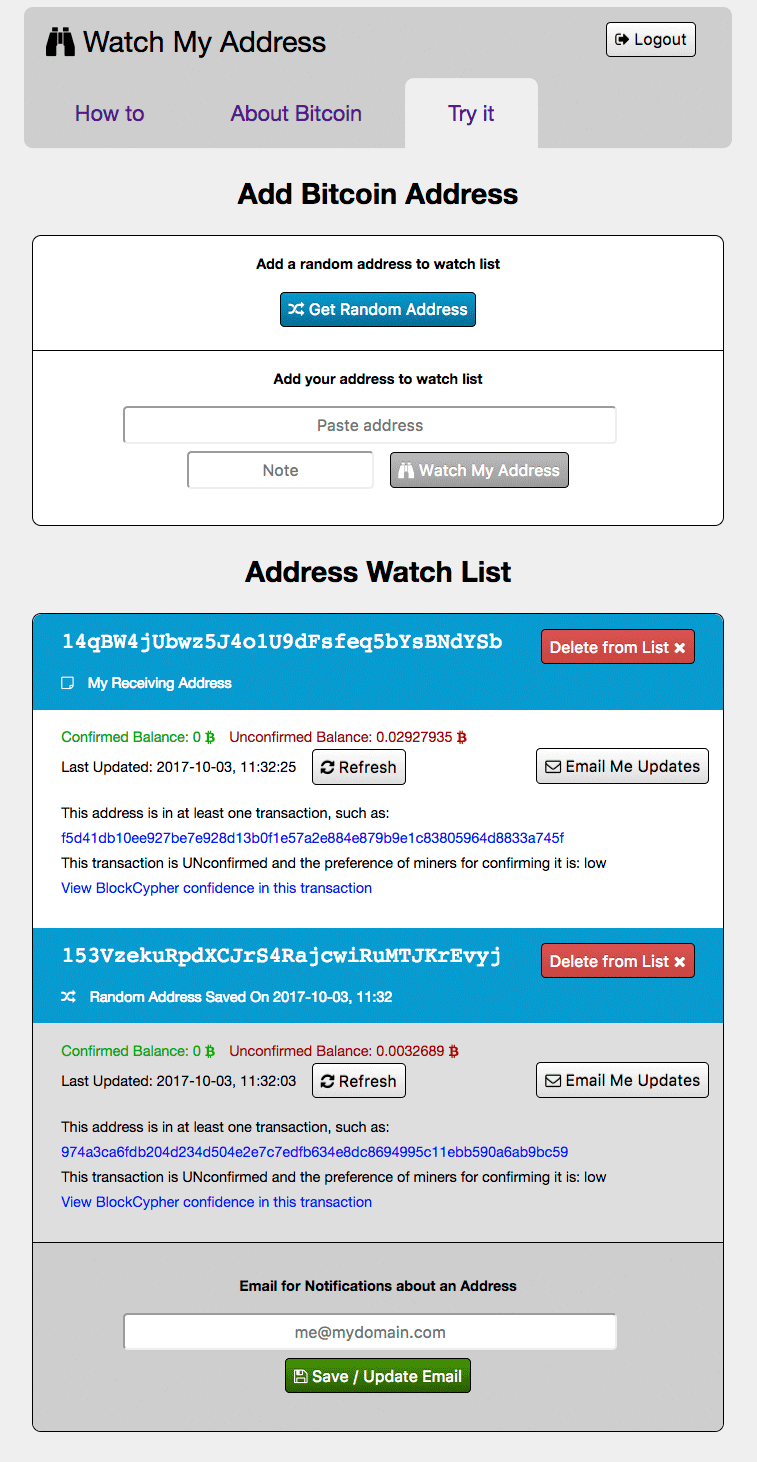 Watch My Address
Logout
How to
About Bitcoin
Try it
Add Bitcoin Address
Add a random address to watch list
Get Random Address
Add your address to watch list
Paste address
Note
Watch My Address
Address Watch List
14qBW4jUbwz5J4o1U9dFsfeq5bYsBNdYSb
Delete from List
My Receiving Address
Confirmed Balance: 0 ₿ Unconfirmed Balance: 0.02927935 ₿
Last Updated: 2017-10-03, 11:32:25
Refresh
Email Me Updates
This address is in at least one transaction, such as:
f5d41db10ee927be7e928d13b0f1e57a2e884e879b9e1c83805964d8833a745f
This transaction is UNconfirmed and the preference of miners for confirming it is: low
View BlockCypher confidence in this transaction
153VzekuRpdXCJrS4RajcwiRuMTJKrEvyj
Delete from List
Random Address Saved On 2017-10-03, 11:32
Confirmed Balance: 0 ₿ Unconfirmed Balance: 0.0032689 ₿
Last Updated: 2017-10-03, 11:32:03
Refresh
Email Me Updates
This address is in at least one transaction, such as:
974a3ca6fdb204d234d504e2e7c7edfb634e8dc8694995c11ebb590a6ab9bc59
This transaction is UNconfirmed and the preference of miners for confirming it is: low
View BlockCypher confidence in this transaction
Email for Notifications about an Address
me@mydomain.com
Save / Update Email